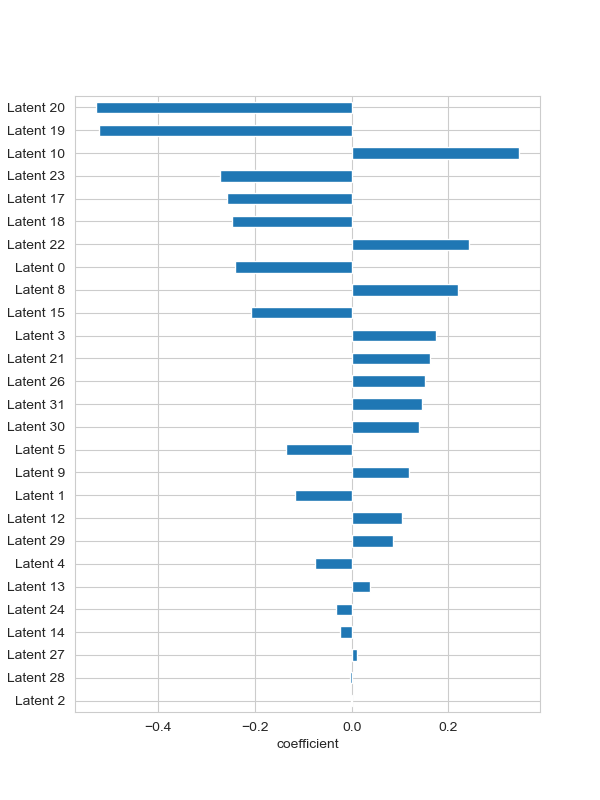 Latent 20
Latent 19
Latent 10
Latent 23
Latent 17
Latent 18
Latent 22
Latent 0
Latent 8
Latent 15
Latent 3
Latent 21
Latent 26
Latent 31
Latent 30
Latent 5
Latent 9
Latent 1
Latent 12
Latent 29
Latent 4
Latent 13
Latent 24
Latent 14
Latent 27
Latent 28
Latent 2
−0.4 −0.2 0.0 0.2
coefficient